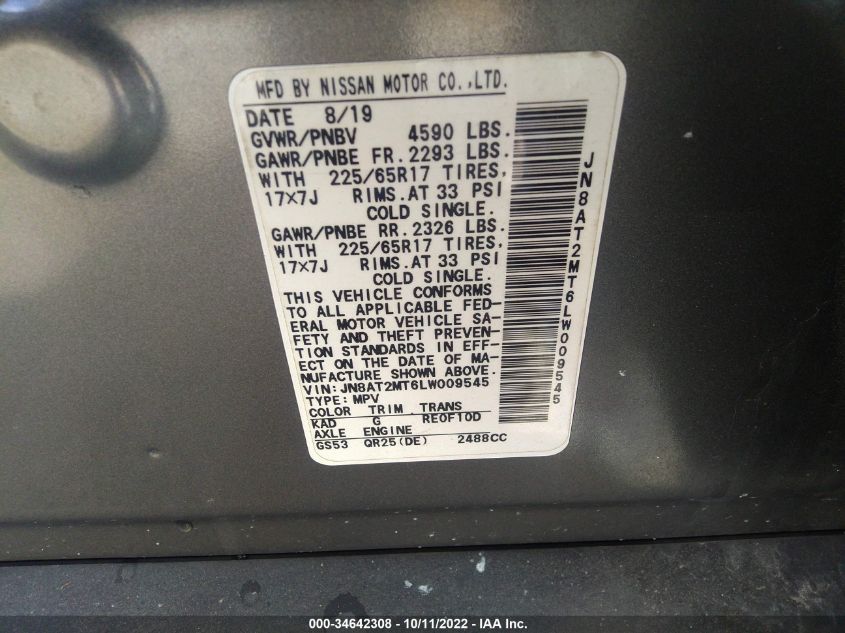 MFD BY NISSAN MOTOR CO.,LTD.
DATE 8/19
GVWR/PNBV 4590 LBS.
GAWR/PNBE FR. 2293 LBS.
WITH 225/65R17 TIRES,
17×7J RIMS.AT 33 PSI
COLD SINGLE.
GAWR/PNBE RR. 2326 LBS.
WITH 225/65R17 TIRES,
17×7J RIMS.AT 33 PSI
COLD SINGLE.
THIS VEHICLE CONFORMS
TO ALL APPLICABLE FED-
ERAL MOTOR VEHICLE SA-
FETY AND THEFT PREVEN-
TION STANDARDS IN EFF-
ECT ON THE DATE OF MA-
NUFACTURE SHOWN ABOVE.
VIN: JN8AT2MT6LW009545
TYPE: MPV
COLOR TRIM TRANS
KAD G RE0F10D
AXLE ENGINE
GS53 QR25(DE) 2488CC
JN8AT2MT6LW009545
000-34642308 - 10/11/2022 - IAA Inc.